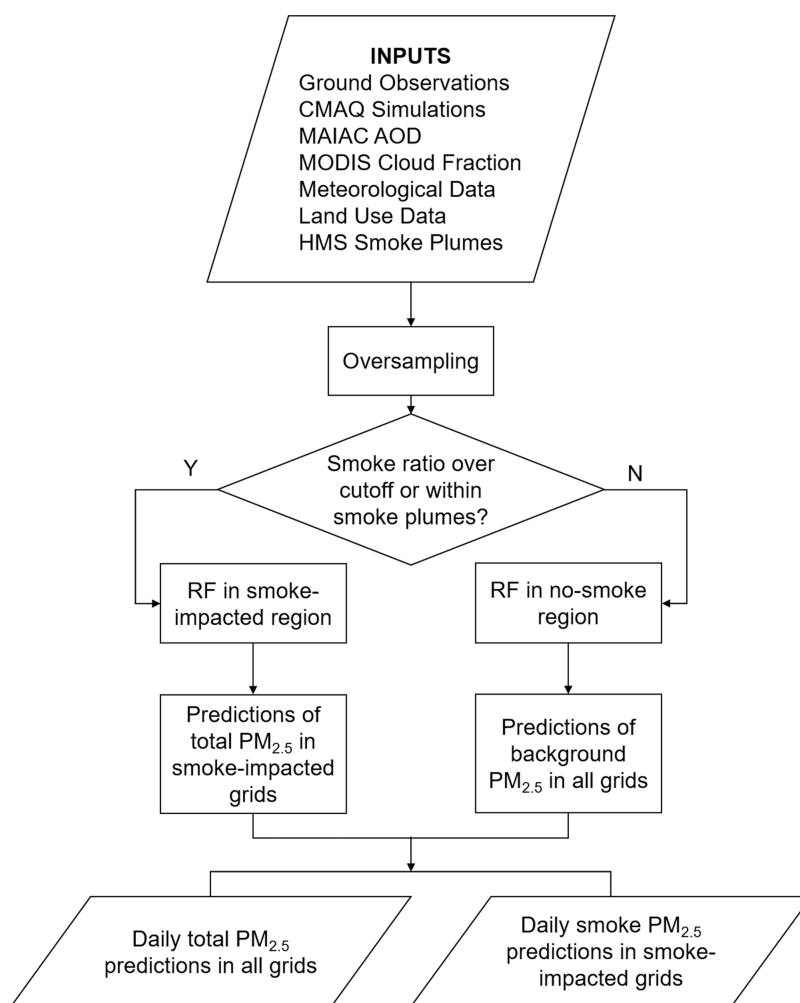 INPUTS
Ground Observations
CMAQ Simulations
MAIAC AOD
MODIS Cloud Fraction
Meteorological Data
Land Use Data
HMS Smoke Plumes
Oversampling
Smoke ratio over
cutoff or within
smoke plumes?
Y
N
RF in smoke-
impacted region
RF in no-smoke
region
Predictions of
total PM₂.₅ in
smoke-impacted
grids
Predictions of
background
PM₂.₅ in all grids
Daily total PM₂.₅
predictions in all grids
Daily smoke PM₂.₅
predictions in smoke-
impacted grids